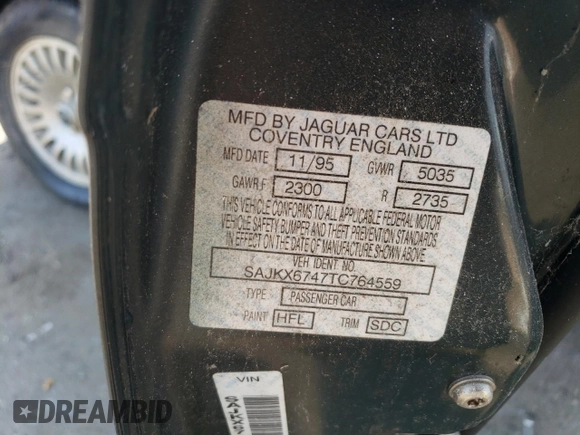 MFD BY JAGUAR CARS LTD
COVENTRY ENGLAND
MFD DATE 11/95 GVWR 5035
GAWR F 2300 R 2735
THIS VEHICLE CONFORMS TO ALL APPLICABLE FEDERAL MOTOR
VEHICLE SAFETY BUMPER AND THEFT PREVENTION STANDARDS
IN EFFECT ON THE DATE OF MANUFACTURE SHOWN ABOVE
VEH IDENT NO.
SAJKX6747TC764559
TYPE PASSENGER CAR
PAINT HFL TRIM SDC
VIN
DREAMBID